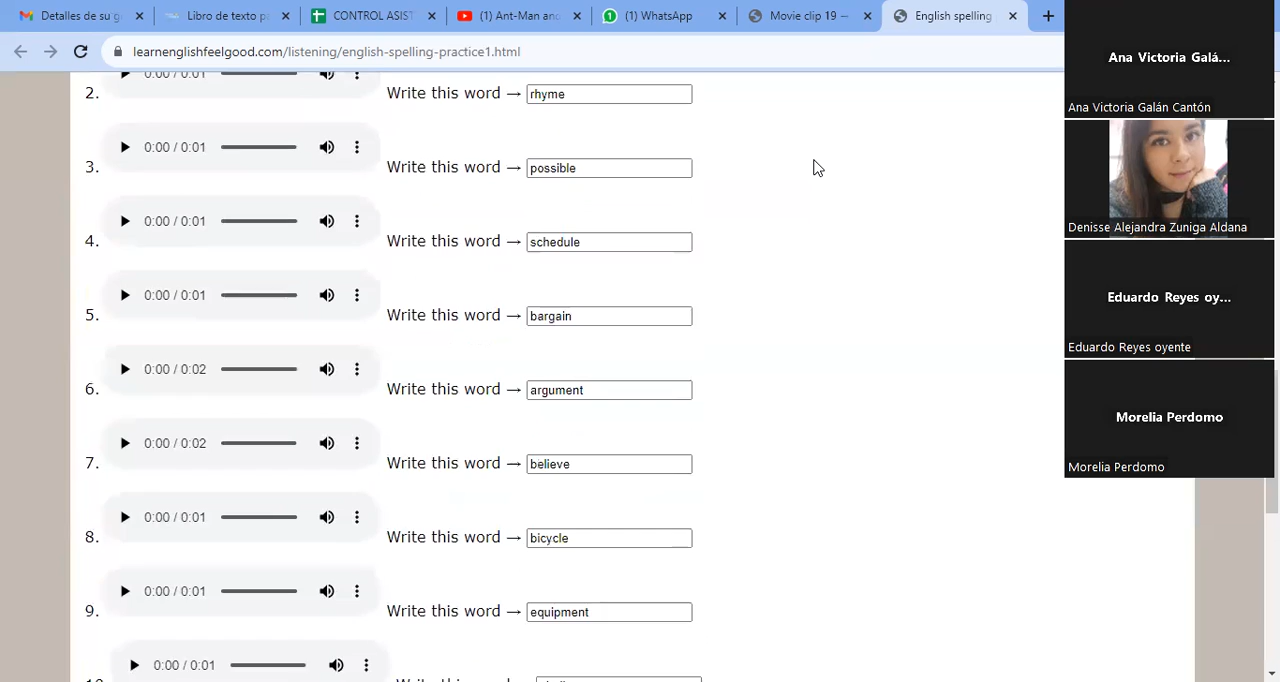 Detalles de su g
Libro de texto p
CONTROL ASIST
(1) Ant-Man and
(1) WhatsApp
Movie clip 19 –
English spelling
learnenglishfeelgood.com/listening/english-spelling-practice1.html
0:00 / 0:01
2. Write this word → rhyme
0:00 / 0:01
3. Write this word → possible
0:00 / 0:01
4. Write this word → schedule
0:00 / 0:01
5. Write this word → bargain
0:00 / 0:02
6. Write this word → argument
0:00 / 0:02
7. Write this word → believe
0:00 / 0:01
8. Write this word → bicycle
0:00 / 0:01
9. Write this word → equipment
0:00 / 0:01
10. Write this word →
Ana Victoria Galá...
Ana Victoria Galán Cantón
Denisse Alejandra Zuniga Aldana
Eduardo Reyes oy...
Eduardo Reyes oyente
Morelia Perdomo
Morelia Perdomo